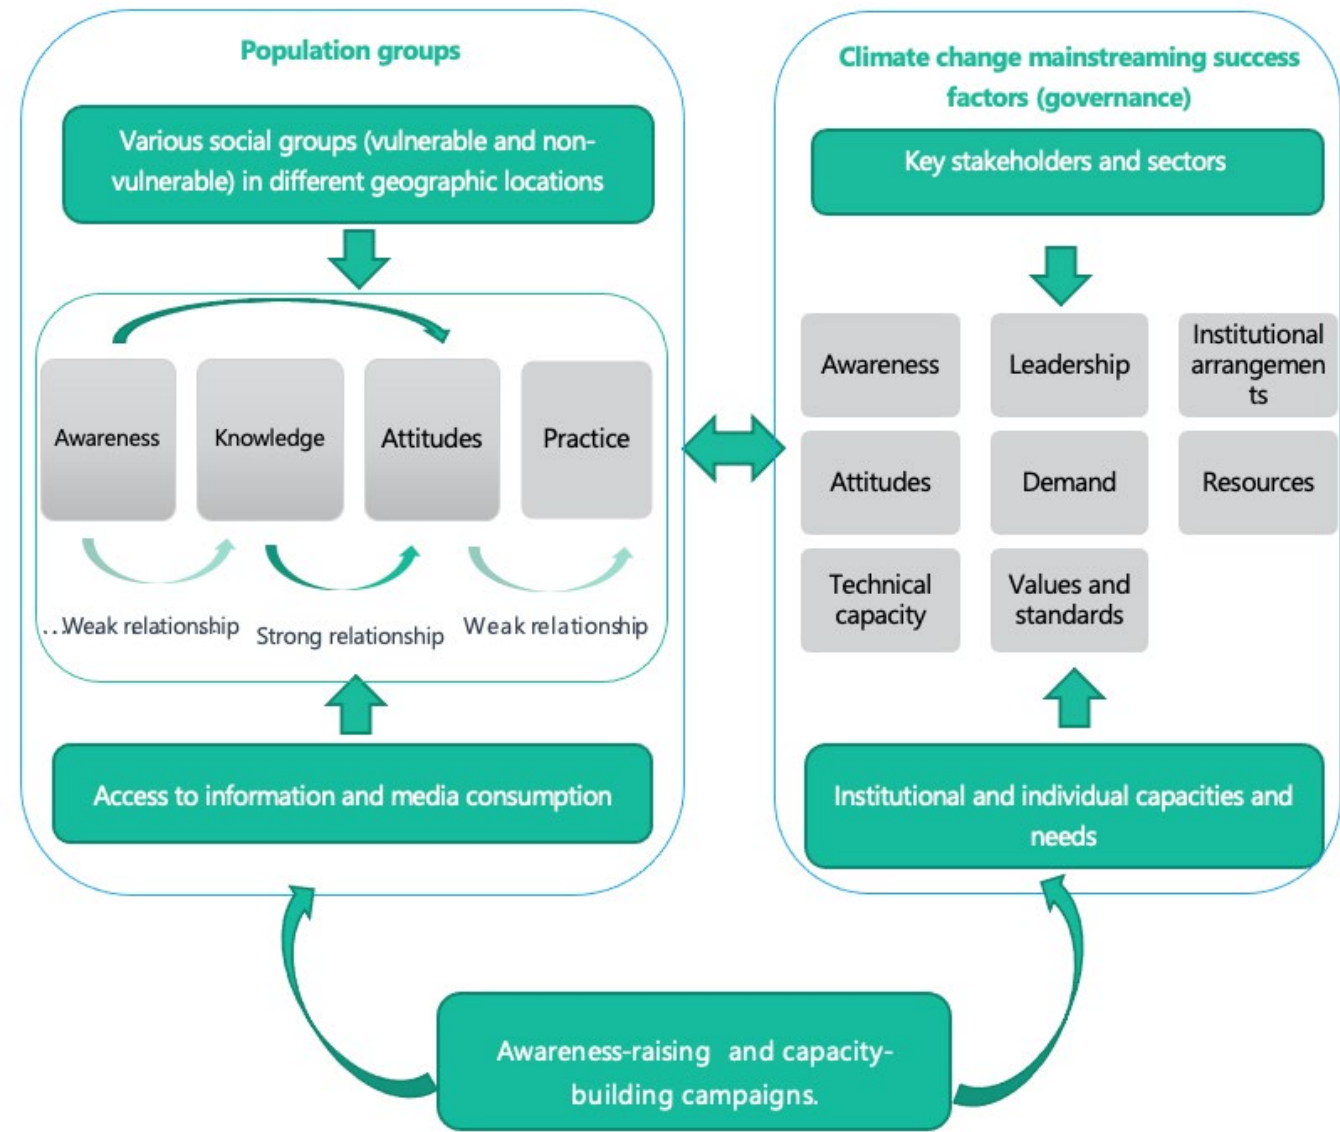 Population groups
Various social groups (vulnerable and non-
vulnerable) in different geographic locations
Awareness
Knowledge
Attitudes
Practice
...Weak relationship
Strong relationship
Weak relationship
Access to information and media consumption
Climate change mainstreaming success
factors (governance)
Key stakeholders and sectors
Awareness
Leadership
Institutional
arrangemen
ts
Attitudes
Demand
Resources
Technical
capacity
Values and
standards
Institutional and individual capacities and
needs
Awareness-raising and capacity-
building campaigns.